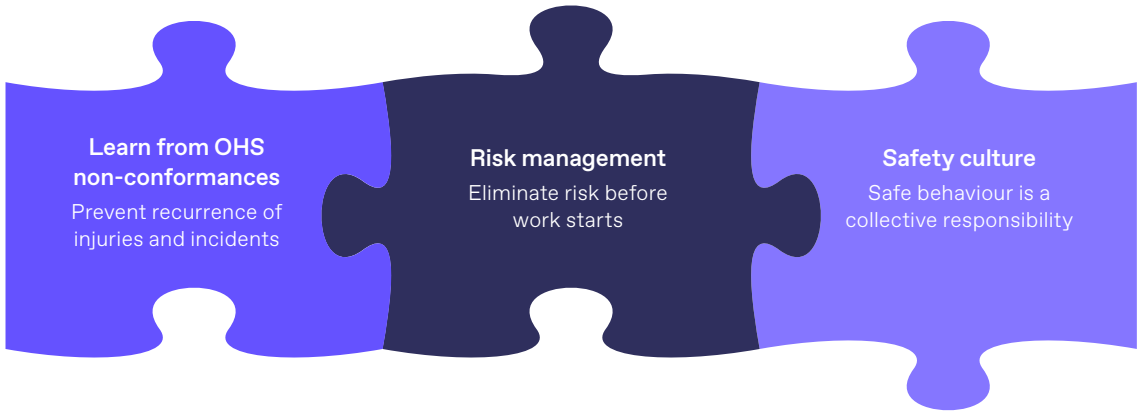 Learn from OHS
non-conformances
Prevent recurrence of
injuries and incidents
Risk management
Eliminate risk before
work starts
Safety culture
Safe behaviour is a
collective responsibility